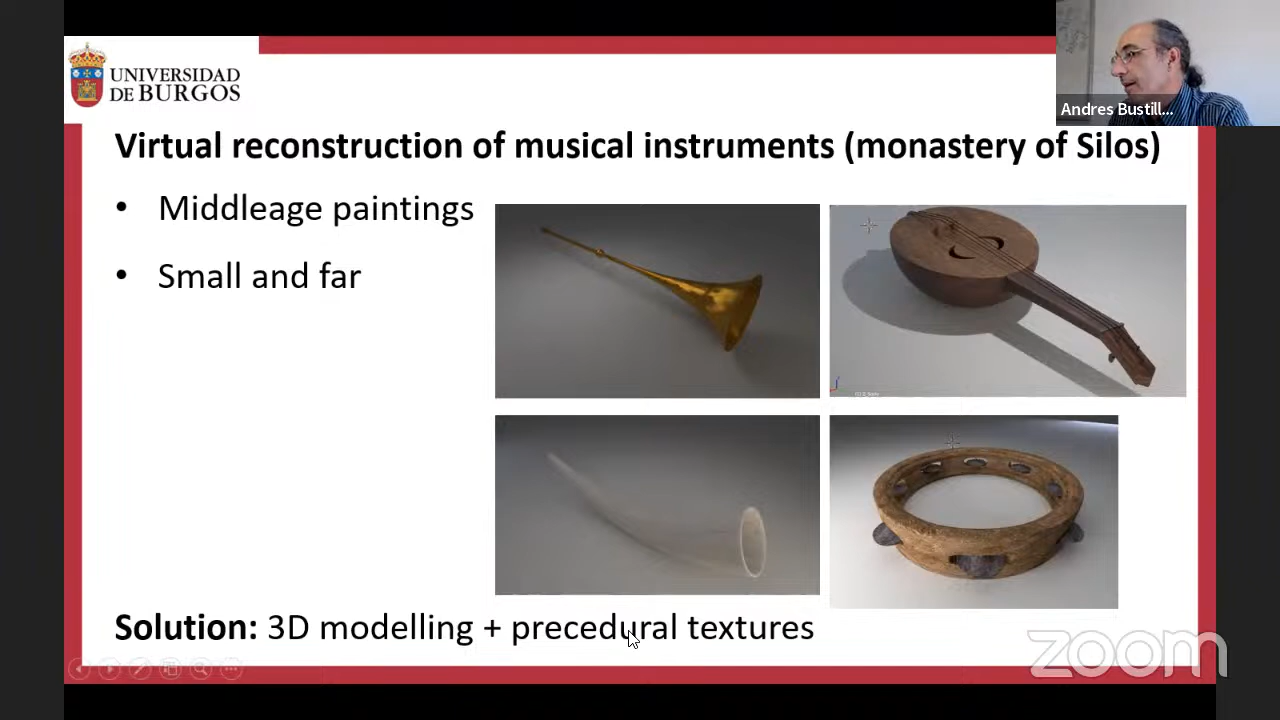 UNIVERSIDAD
DE BURGOS
Andres Bustill...
Virtual reconstruction of musical instruments (monastery of Silos)
• Middleage paintings
• Small and far
Solution: 3D modelling + precedural textures
zoom